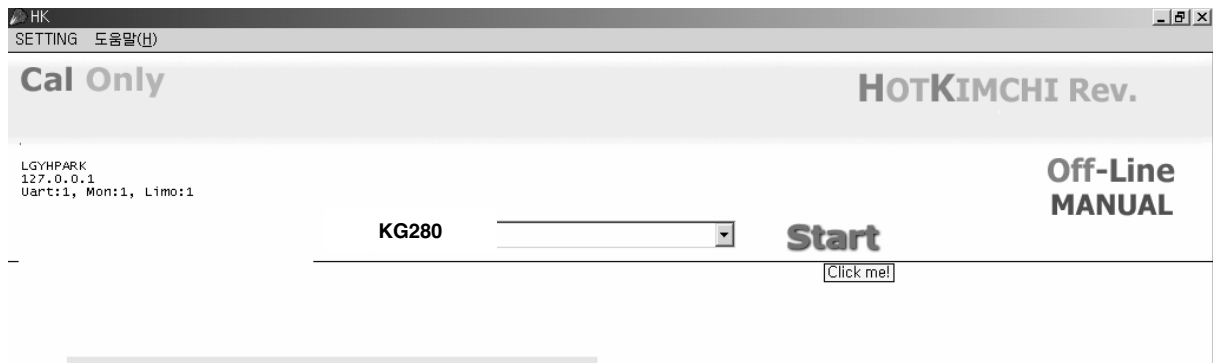 HK
SETTING 도움말(H)
Cal Only
HOTKIMCHI Rev.
LGYHPARK
127.0.0.1
Uart:1, Mon:1, Limo:1
Off-Line
MANUAL
KG280
Start
Click me!